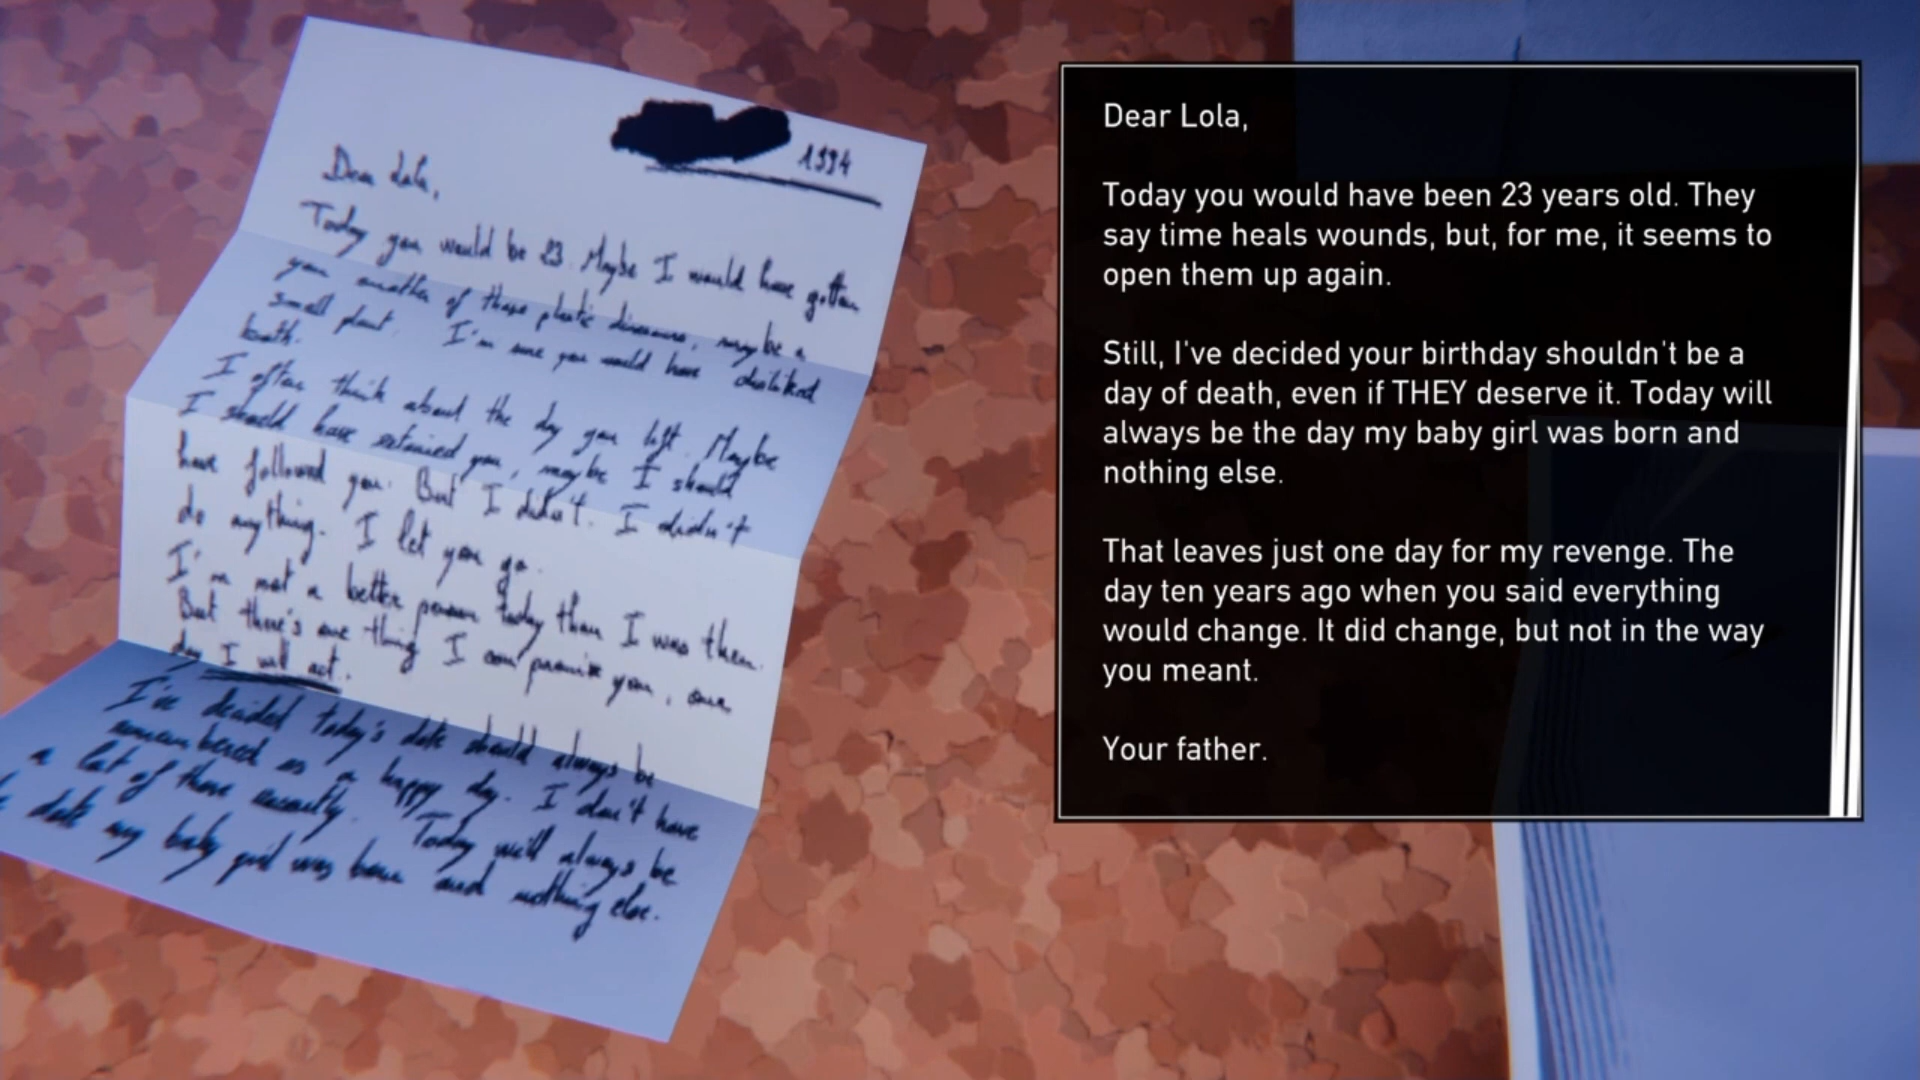 1994
Dear Lola,
Today you would be 23. Maybe I would have gotten
you another of those plastic dinosaurs, maybe a
small plant. I'm sure you would have disliked
both.
I often think about the day you left. Maybe
I should have retained you, maybe I should
have followed you. But I didn't. I didn't
do anything. I let you go.
I'm not a better person today than I was then.
But there's one thing I can promise you, one
day I will act.
I've decided today's date should always be
remembered as a happy day. I don't have
a lot of those recently. Today will always be
date my baby girl was born and nothing else.
Dear Lola,
Today you would have been 23 years old. They
say time heals wounds, but, for me, it seems to
open them up again.
Still, I've decided your birthday shouldn't be a
day of death, even if THEY deserve it. Today will
always be the day my baby girl was born and
nothing else.
That leaves just one day for my revenge. The
day ten years ago when you said everything
would change. It did change, but not in the way
you meant.
Your father.